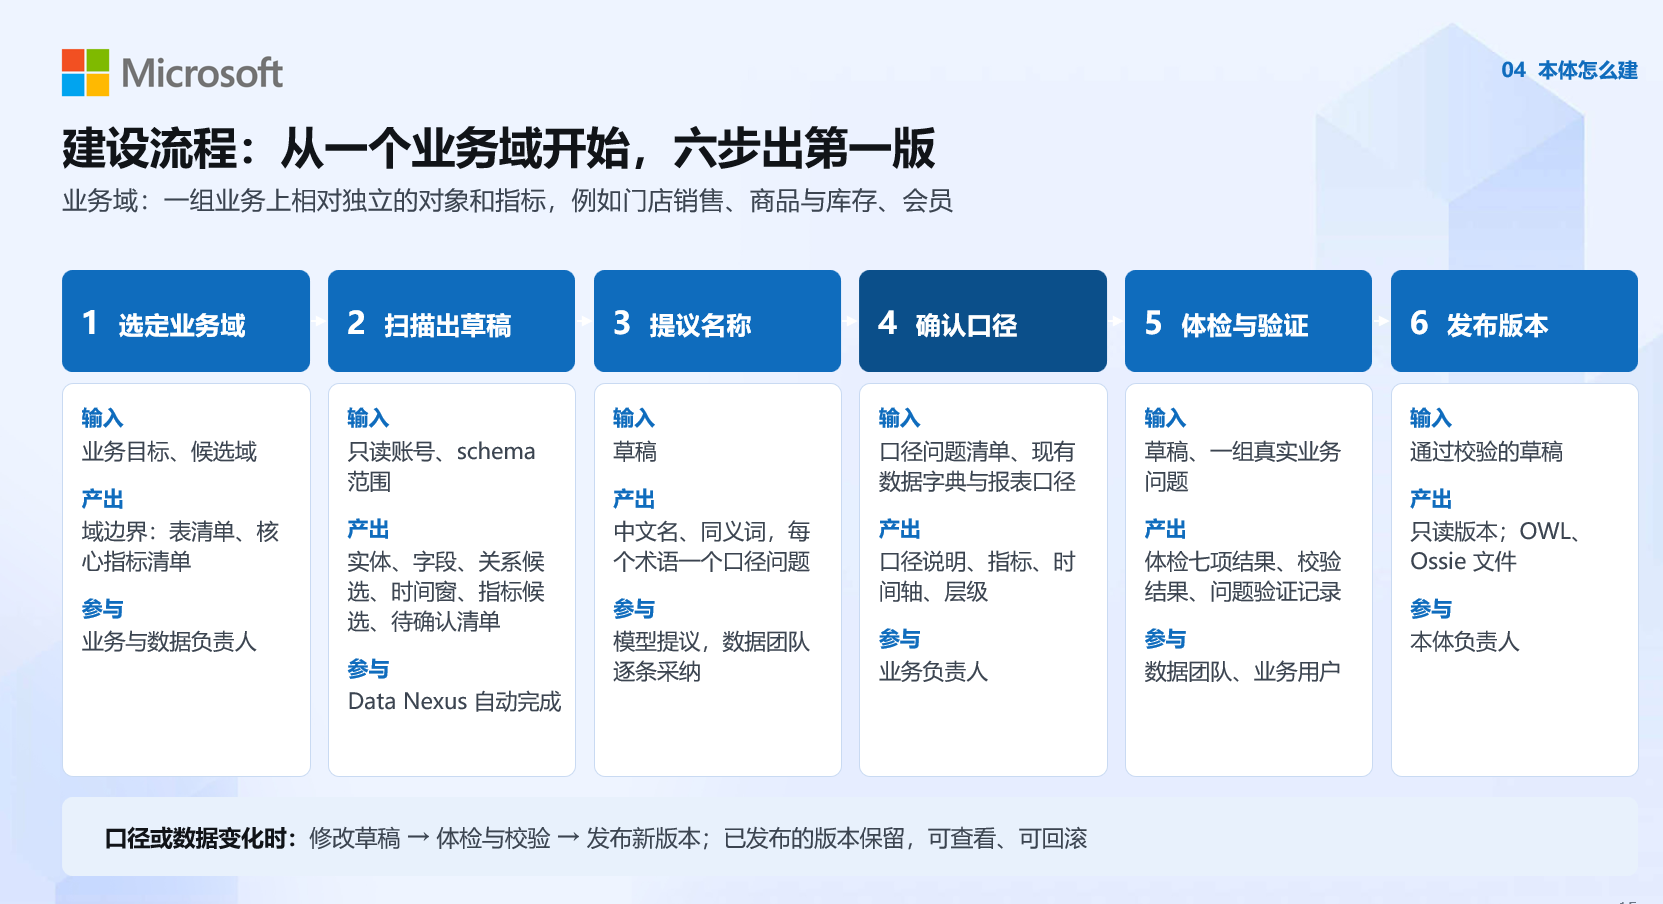 Microsoft
04 本体怎么建
建设流程：从一个业务域开始，六步出第一版
业务域：一组业务上相对独立的对象和指标，例如门店销售、商品与库存、会员
1 选定业务域
输入
业务目标、候选域
产出
域边界：表清单、核
心指标清单
参与
业务与数据负责人
2 扫描出草稿
输入
只读账号、schema
范围
产出
实体、字段、关系候
选、时间窗、指标候
选、待确认清单
参与
Data Nexus 自动完成
3 提议名称
输入
草稿
产出
中文名、同义词，每
个术语一个口径问题
参与
模型提议，数据团队
逐条采纳
4 确认口径
输入
口径问题清单、现有
数据字典与报表口径
产出
口径说明、指标、时
间轴、层级
参与
业务负责人
5 体检与验证
输入
草稿、一组真实业务
问题
产出
体检七项结果、校验
结果、问题验证记录
参与
数据团队、业务用户
6 发布版本
输入
通过校验的草稿
产出
只读版本；OWL、
Ossie 文件
参与
本体负责人
口径或数据变化时：修改草稿 → 体检与校验 → 发布新版本；已发布的版本保留，可查看、可回滚